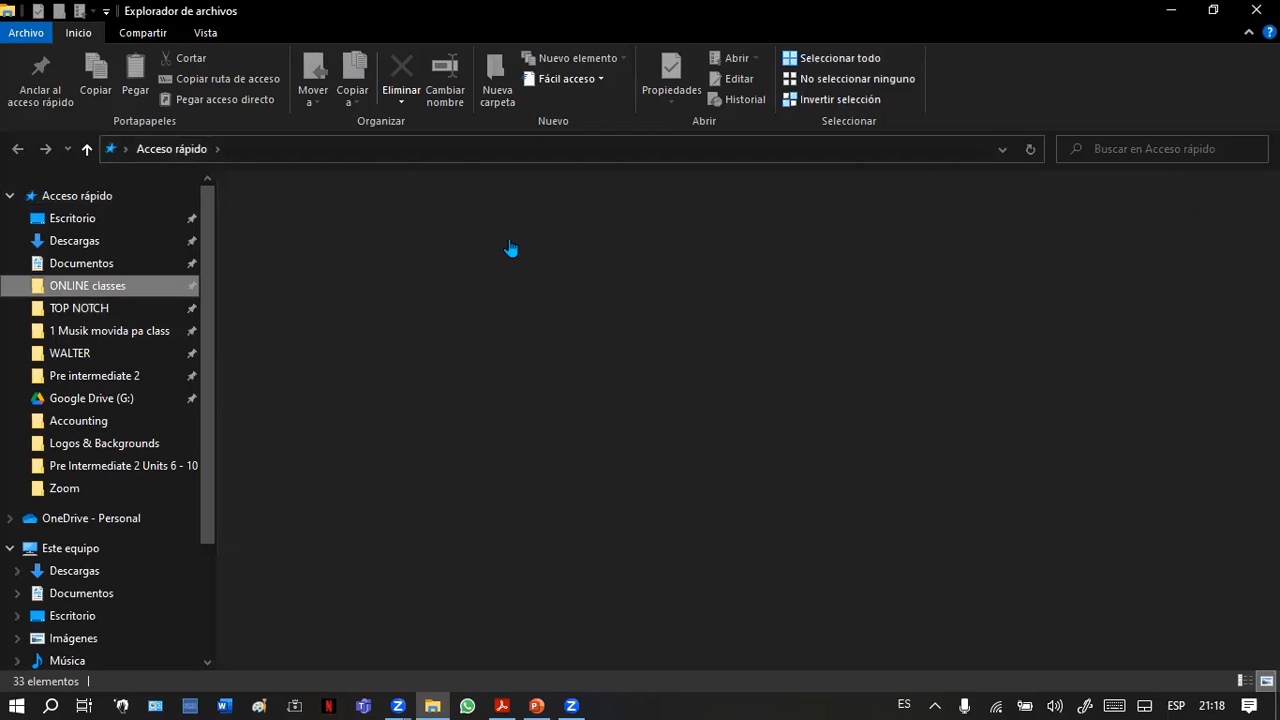 Explorador de archivos
Archivo Inicio Compartir Vista
Anclar al acceso rápido
Copiar
Pegar
Cortar
Copiar ruta de acceso
Pegar acceso directo
Portapapeles
Mover a
Copiar a
Eliminar
Cambiar nombre
Organizar
Nueva carpeta
Nuevo elemento
Fácil acceso
Nuevo
Propiedades
Abrir
Editar
Historial
Abrir
Seleccionar todo
No seleccionar ninguno
Invertir selección
Seleccionar
Acceso rápido
Buscar en Acceso rápido
Acceso rápido
Escritorio
Descargas
Documentos
ONLINE classes
TOP NOTCH
1 Musik movida pa class
WALTER
Pre intermediate 2
Google Drive (G:)
Accounting
Logos & Backgrounds
Pre Intermediate 2 Units 6 - 10
Zoom
OneDrive - Personal
Este equipo
Descargas
Documentos
Escritorio
Imágenes
Música
33 elementos
ES
ESP
21:18